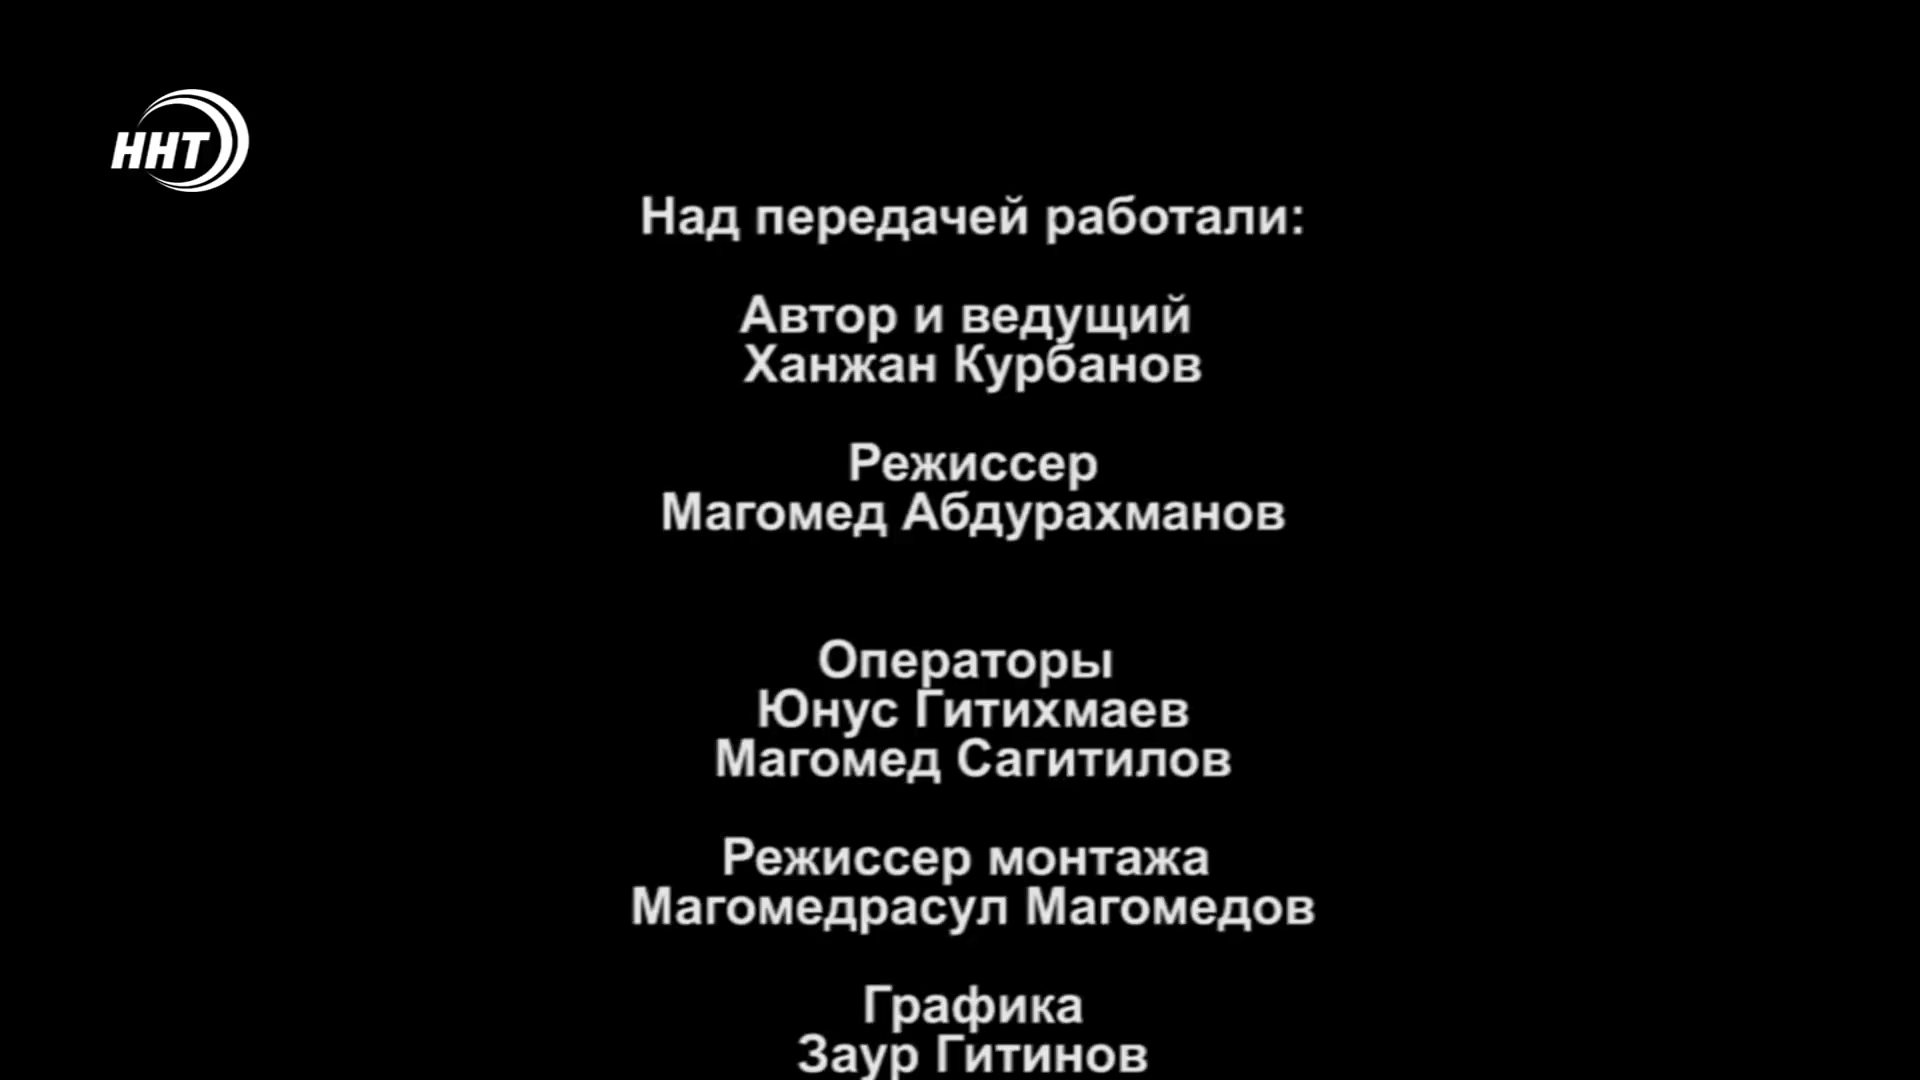 ННТ
Над передачей работали:
Автор и ведущий
Ханжан Курбанов
Режиссер
Магомед Абдурахманов
Операторы
Юнус Гитихмаев
Магомед Сагитилов
Режиссер монтажа
Магомедрасул Магомедов
Графика
Заур Гитинов